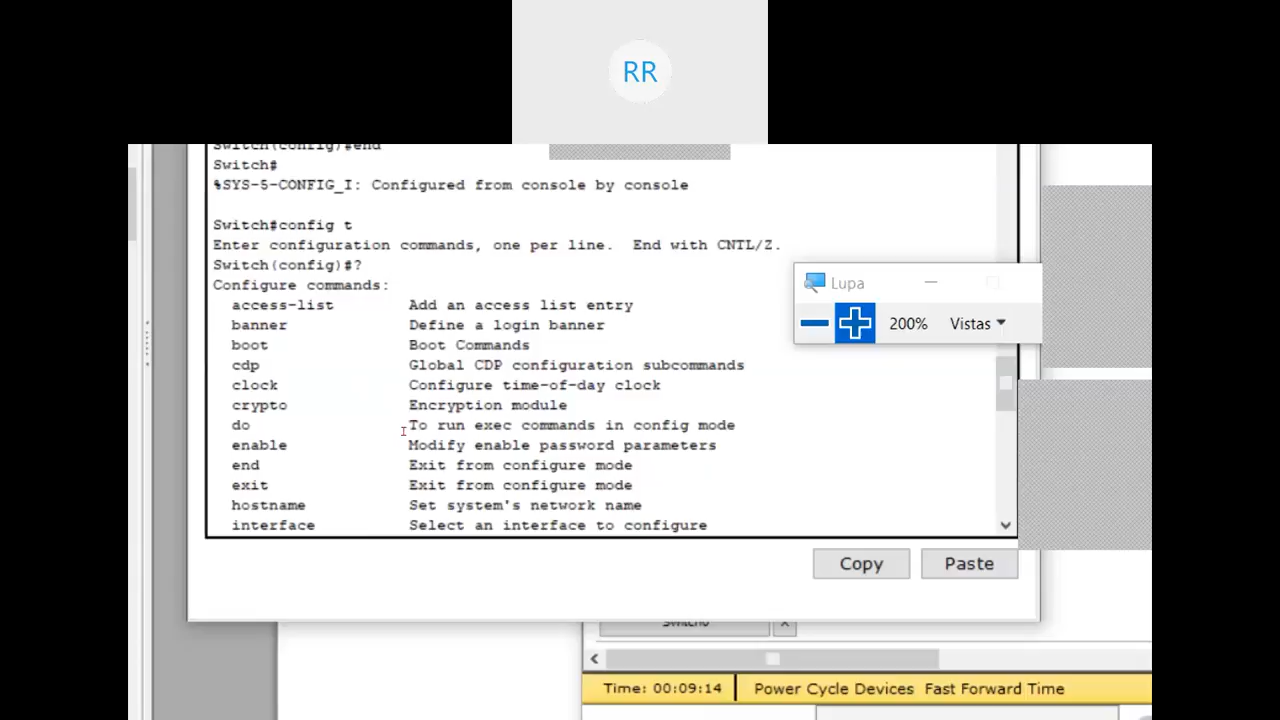 RR
Switch(config)#end
Switch#
%SYS-5-CONFIG_I: Configured from console by console
Switch#config t
Enter configuration commands, one per line.  End with CNTL/Z.
Switch(config)#?
Configure commands:
access-list Add an access list entry
banner Define a login banner
boot Boot Commands
cdp Global CDP configuration subcommands
clock Configure time-of-day clock
crypto Encryption module
do To run exec commands in config mode
enable Modify enable password parameters
end Exit from configure mode
exit Exit from configure mode
hostname Set system's network name
interface Select an interface to configure
Lupa
200% Vistas
Copy Paste
Switch0
Time: 00:09:14 Power Cycle Devices Fast Forward Time